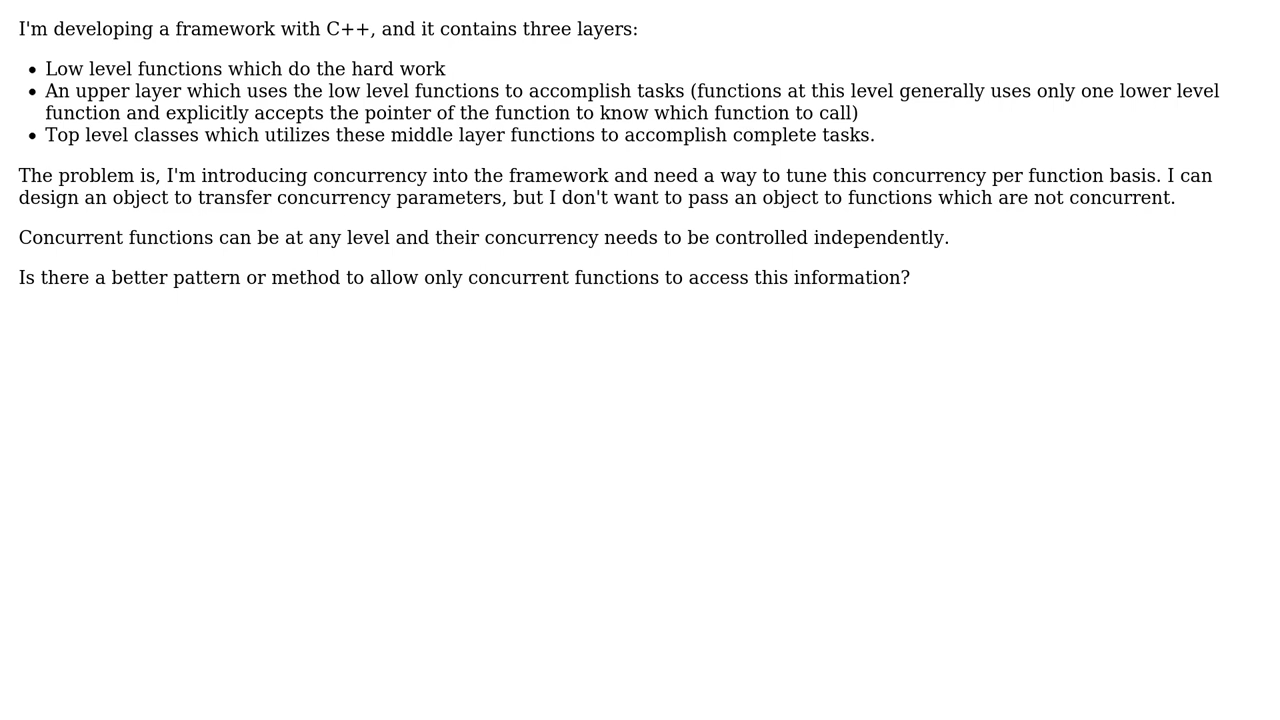 I'm developing a framework with C++, and it contains three layers:
• Low level functions which do the hard work
• An upper layer which uses the low level functions to accomplish tasks (functions at this level generally uses only one lower level
function and explicitly accepts the pointer of the function to know which function to call)
• Top level classes which utilizes these middle layer functions to accomplish complete tasks.
The problem is, I'm introducing concurrency into the framework and need a way to tune this concurrency per function basis. I can
design an object to transfer concurrency parameters, but I don't want to pass an object to functions which are not concurrent.
Concurrent functions can be at any level and their concurrency needs to be controlled independently.
Is there a better pattern or method to allow only concurrent functions to access this information?